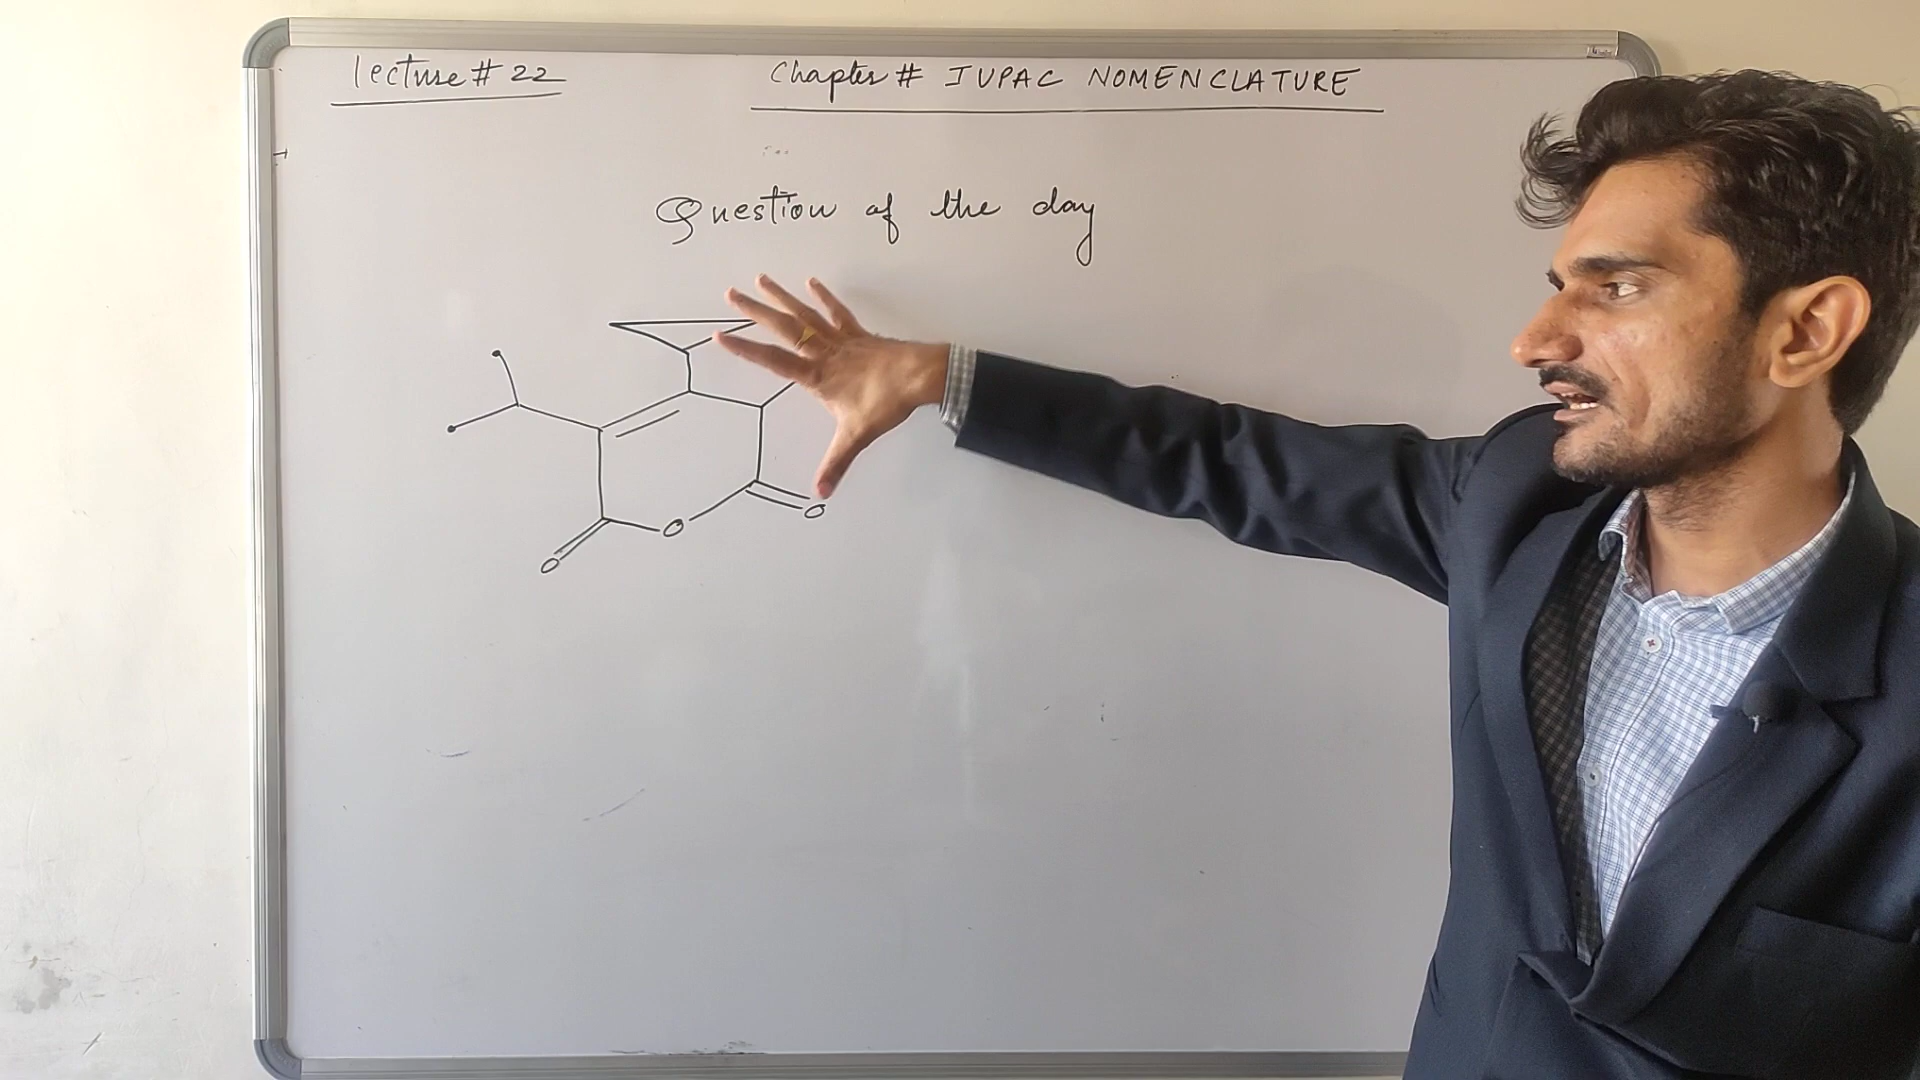 Lecture # 22
Chapter # IUPAC NOMENCLATURE
Question of the day
O
O
O